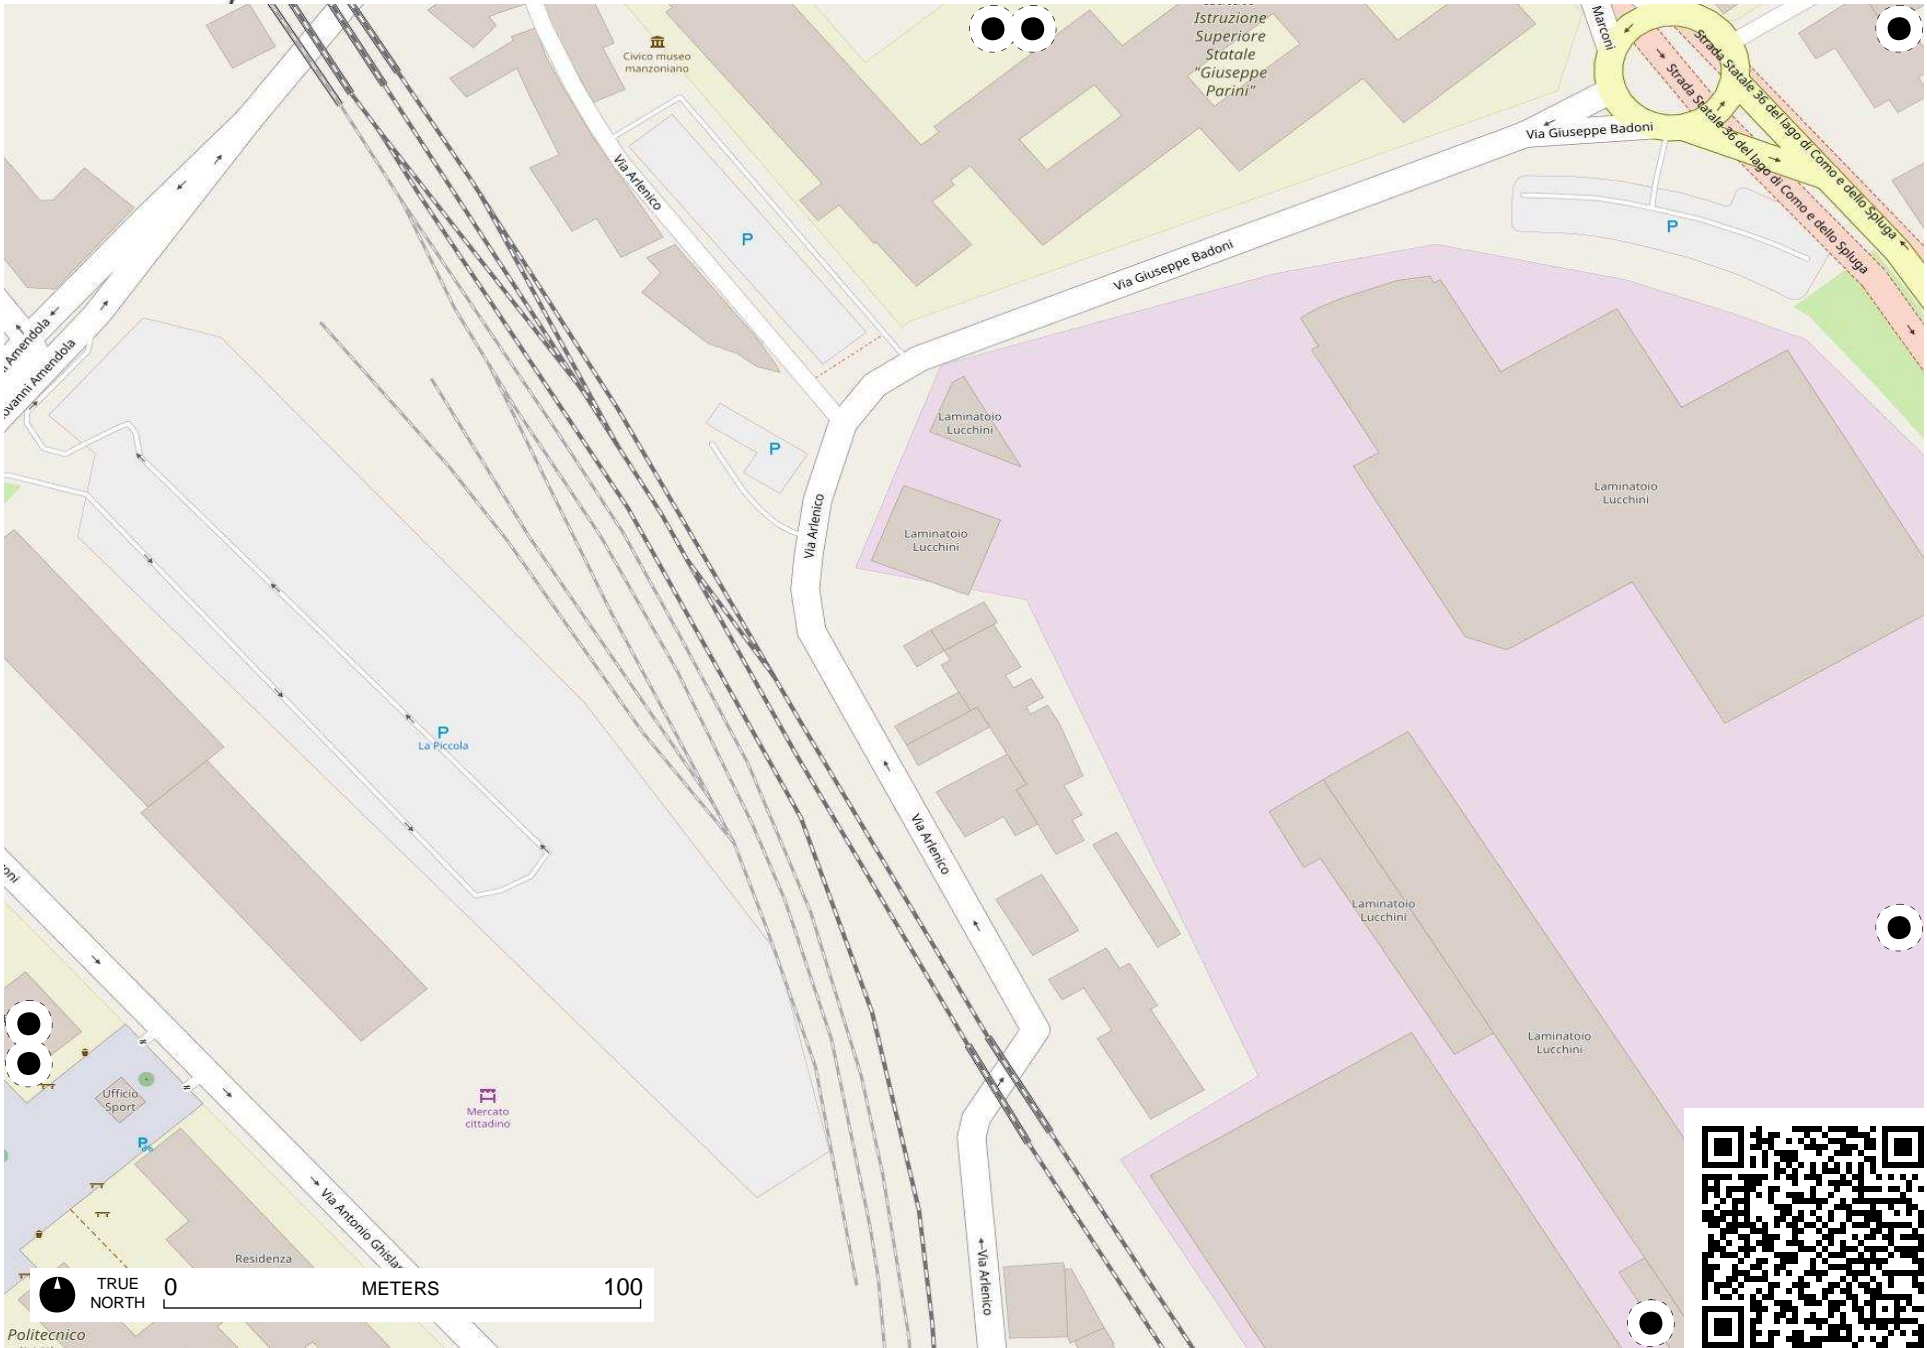 Istruzione
Superiore
Statale
"Giuseppe
Parini"
Civico museo
manzoniano
Marconi
Strada Statale 36 del lago di Como e dello Spluga
Strada Statale 36 del lago di Como e dello Spluga
Via Giuseppe Badoni
Via Arlenico
P
P
Via Giuseppe Badoni
Amendola
ovanni Amendola
Laminatoio
Lucchini
P
Laminatoio
Lucchini
Via Arlenico
Laminatoio
Lucchini
P
La Piccola
Via Arlenico
Laminatoio
Lucchini
Laminatoio
Lucchini
oni
Ufficio
Sport
Mercato
cittadino
P
Via Antonio Ghisla
Residenza
Via Arlenico
TRUE
NORTH
0
METERS
100
Politecnico